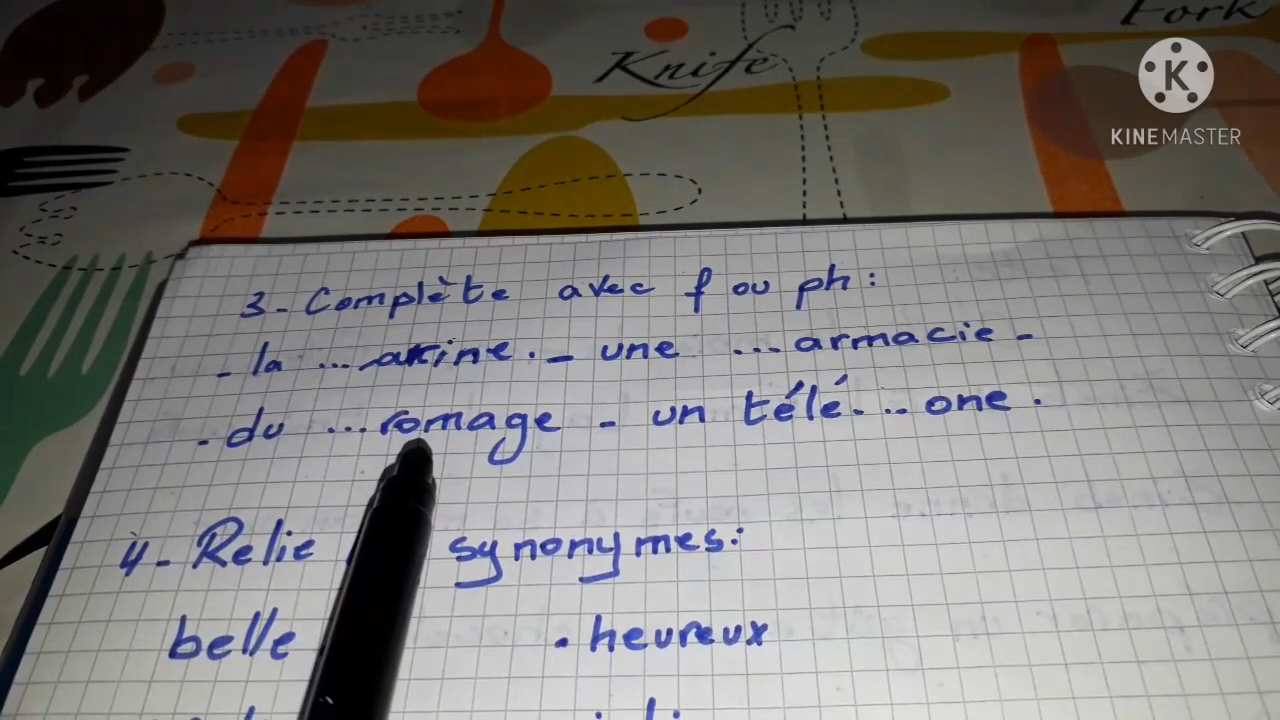 Knife
Fork
KINEMASTER
3- Complète avec f ou ph:
- la ...arine. - une ...armacie -
- du ...romage - un télé...one.
4- Relie synonymes:
belle . heureux